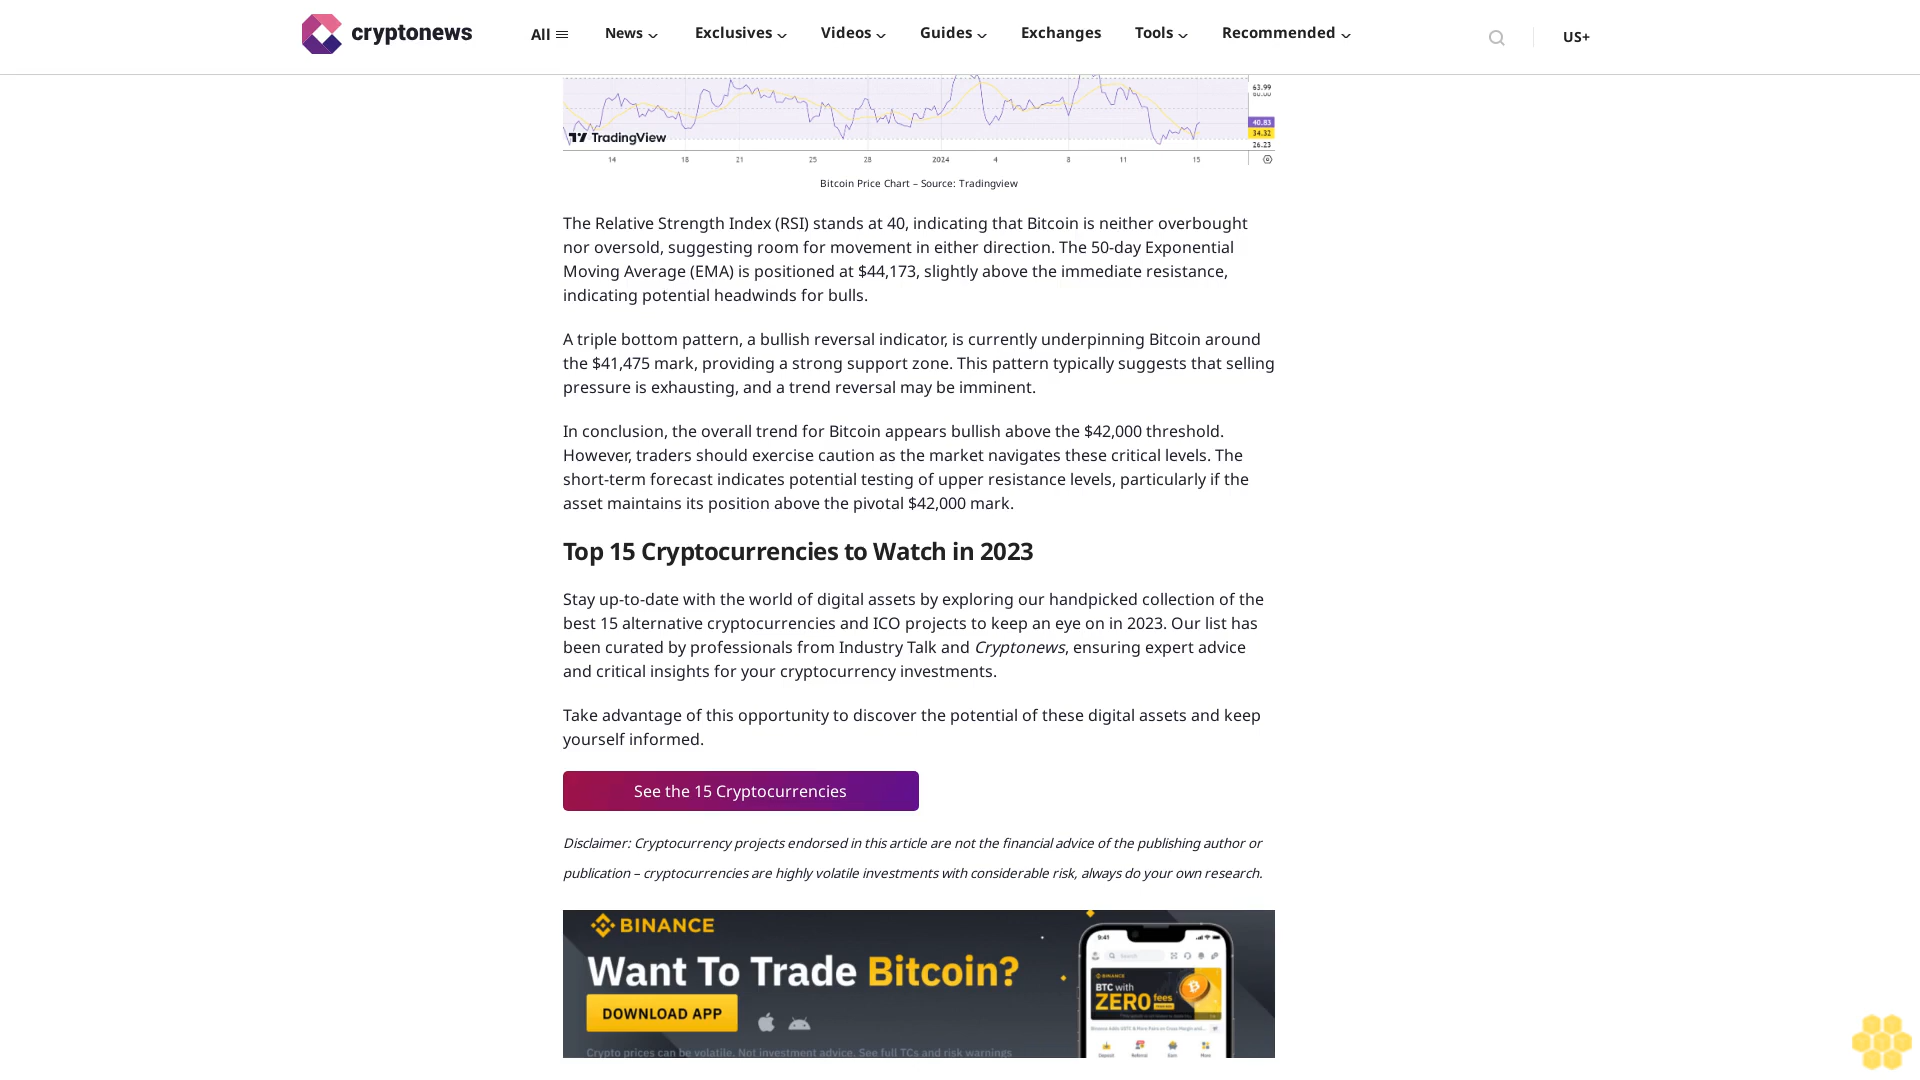 cryptonews
All
News
Exclusives
Videos
Guides
Exchanges
Tools
Recommended
US+
63.99
60.00
40.83
34.32
26.23
TradingView
14 18 21 25 28 2024 4 8 11 15
Bitcoin Price Chart – Source: Tradingview
The Relative Strength Index (RSI) stands at 40, indicating that Bitcoin is neither overbought
nor oversold, suggesting room for movement in either direction. The 50-day Exponential
Moving Average (EMA) is positioned at $44,173, slightly above the immediate resistance,
indicating potential headwinds for bulls.
A triple bottom pattern, a bullish reversal indicator, is currently underpinning Bitcoin around
the $41,475 mark, providing a strong support zone. This pattern typically suggests that selling
pressure is exhausting, and a trend reversal may be imminent.
In conclusion, the overall trend for Bitcoin appears bullish above the $42,000 threshold.
However, traders should exercise caution as the market navigates these critical levels. The
short-term forecast indicates potential testing of upper resistance levels, particularly if the
asset maintains its position above the pivotal $42,000 mark.
Top 15 Cryptocurrencies to Watch in 2023
Stay up-to-date with the world of digital assets by exploring our handpicked collection of the
best 15 alternative cryptocurrencies and ICO projects to keep an eye on in 2023. Our list has
been curated by professionals from Industry Talk and Cryptonews, ensuring expert advice
and critical insights for your cryptocurrency investments.
Take advantage of this opportunity to discover the potential of these digital assets and keep
yourself informed.
See the 15 Cryptocurrencies
Disclaimer: Cryptocurrency projects endorsed in this article are not the financial advice of the publishing author or
publication – cryptocurrencies are highly volatile investments with considerable risk, always do your own research.
BINANCE
Want To Trade Bitcoin?
DOWNLOAD APP
Crypto prices can be volatile. Not investment advice. See full TCs and risk warnings
9:41
Search
BINANCE
BTC with
ZERO fees
Deposit
Referral
Earn
More